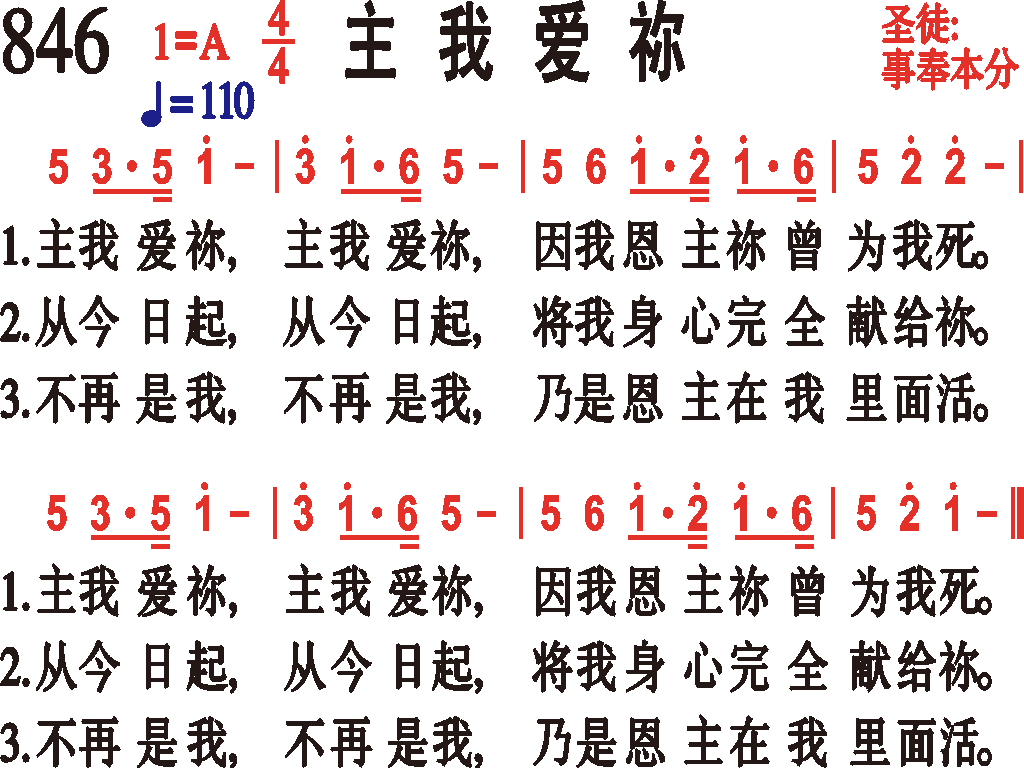 846 1=A 4/4 主我爱祢 圣徒:
♩=110 事奉本分
5 3·5 1̇ - | 3̇ 1̇·6 5 - | 5 6 1̇·2̇ 1̇·6 | 5 2̇ 2̇ - |
1.主我 爱祢, 主我 爱祢, 因我恩 主祢 曾 为我死。
2.从今 日起, 从今 日起, 将我身 心完 全 献给祢。
3.不再 是我, 不再 是我, 乃是恩 主在 我 里面活。
5 3·5 1̇ - | 3̇ 1̇·6 5 - | 5 6 1̇·2̇ 1̇·6 | 5 2̇ 1̇ - ‖
1.主我 爱祢, 主我 爱祢, 因我恩 主祢 曾 为我死。
2.从今 日起, 从今 日起, 将我身 心完 全 献给祢。
3.不再 是我, 不再 是我, 乃是恩 主在 我 里面活。